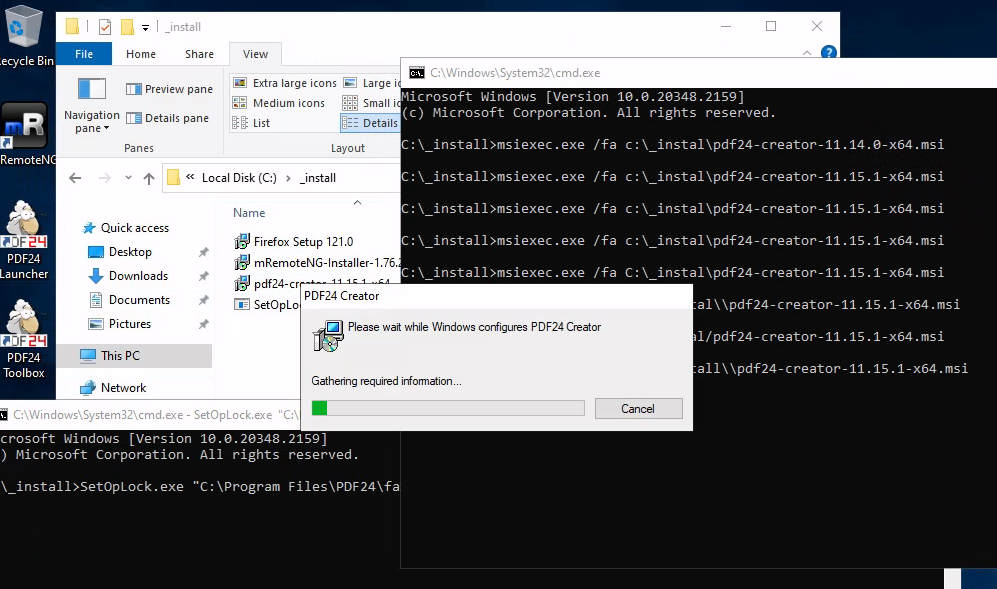 _install
File Home Share View
Recycle Bin
Preview pane
Details pane
Navigation
pane
Panes
Extra large icons
Medium icons
List
Large
Small
Details
Layout
mRemoteNG
« Local Disk (C:) > _install
Name
Quick access
Desktop
Downloads
Documents
Pictures
This PC
Network
Firefox Setup 121.0
mRemoteNG-Installer-1.76.2
pdf24-creator-11.15.1-x64
SetOpLo
mR
PDF24
PDF24
Launcher
PDF24
PDF24
Toolbox
C:\Windows\System32\cmd.exe
Microsoft Windows [Version 10.0.20348.2159]
(c) Microsoft Corporation. All rights reserved.
C:\_install>msiexec.exe /fa c:\_instal\pdf24-creator-11.14.0-x64.msi
C:\_install>msiexec.exe /fa c:\_instal\pdf24-creator-11.15.1-x64.msi
C:\_install>msiexec.exe /fa c:\_instal\pdf24-creator-11.15.1-x64.msi
C:\_install>msiexec.exe /fa c:\_instal\pdf24-creator-11.15.1-x64.msi
C:\_install>msiexec.exe /fa C:\_instal\pdf24-creator-11.15.1-x64.msi
tal\\pdf24-creator-11.15.1-x64.msi
al/pdf24-creator-11.15.1-x64.msi
tall\\pdf24-creator-11.15.1-x64.msi
PDF24 Creator
Please wait while Windows configures PDF24 Creator
Gathering required information...
Cancel
C:\Windows\System32\cmd.exe - SetOpLock.exe "C:\
crosoft Windows [Version 10.0.20348.2159]
) Microsoft Corporation. All rights reserved.
\_install>SetOpLock.exe "C:\Program Files\PDF24\fa